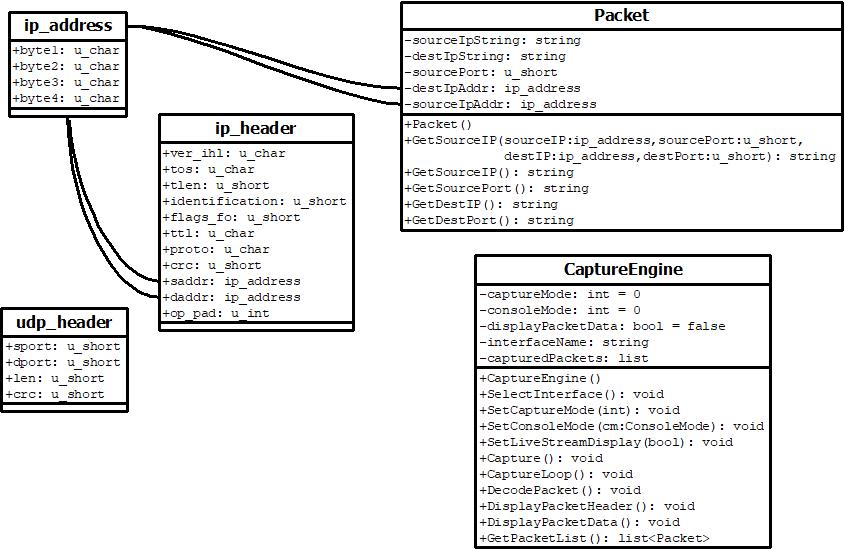 ip_address
+byte1: u_char
+byte2: u_char
+byte3: u_char
+byte4: u_char
Packet
-sourceIpString: string
-destIpString: string
-sourcePort: u_short
-destIpAddr: ip_address
-sourceIpAddr: ip_address
+Packet()
+GetSourceIP(sourceIP:ip_address,sourcePort:u_short,
destIP:ip_address,destPort:u_short): string
+GetSourceIP(): string
+GetSourcePort(): string
+GetDestIP(): string
+GetDestPort(): string
ip_header
+ver_ihl: u_char
+tos: u_char
+tlen: u_short
+identification: u_short
+flags_fo: u_short
+ttl: u_char
+proto: u_char
+crc: u_short
+saddr: ip_address
+daddr: ip_address
+op_pad: u_int
udp_header
+sport: u_short
+dport: u_short
+len: u_short
+crc: u_short
CaptureEngine
-captureMode: int = 0
-consoleMode: int = 0
-displayPacketData: bool = false
-interfaceName: string
-capturedPackets: list
+CaptureEngine()
+SelectInterface(): void
+SetCaptureMode(int): void
+SetConsoleMode(cm:ConsoleMode): void
+SetLiveStreamDisplay(bool): void
+Capture(): void
+CaptureLoop(): void
+DecodePacket(): void
+DisplayPacketHeader(): void
+DisplayPacketData(): void
+GetPacketList(): list<Packet>